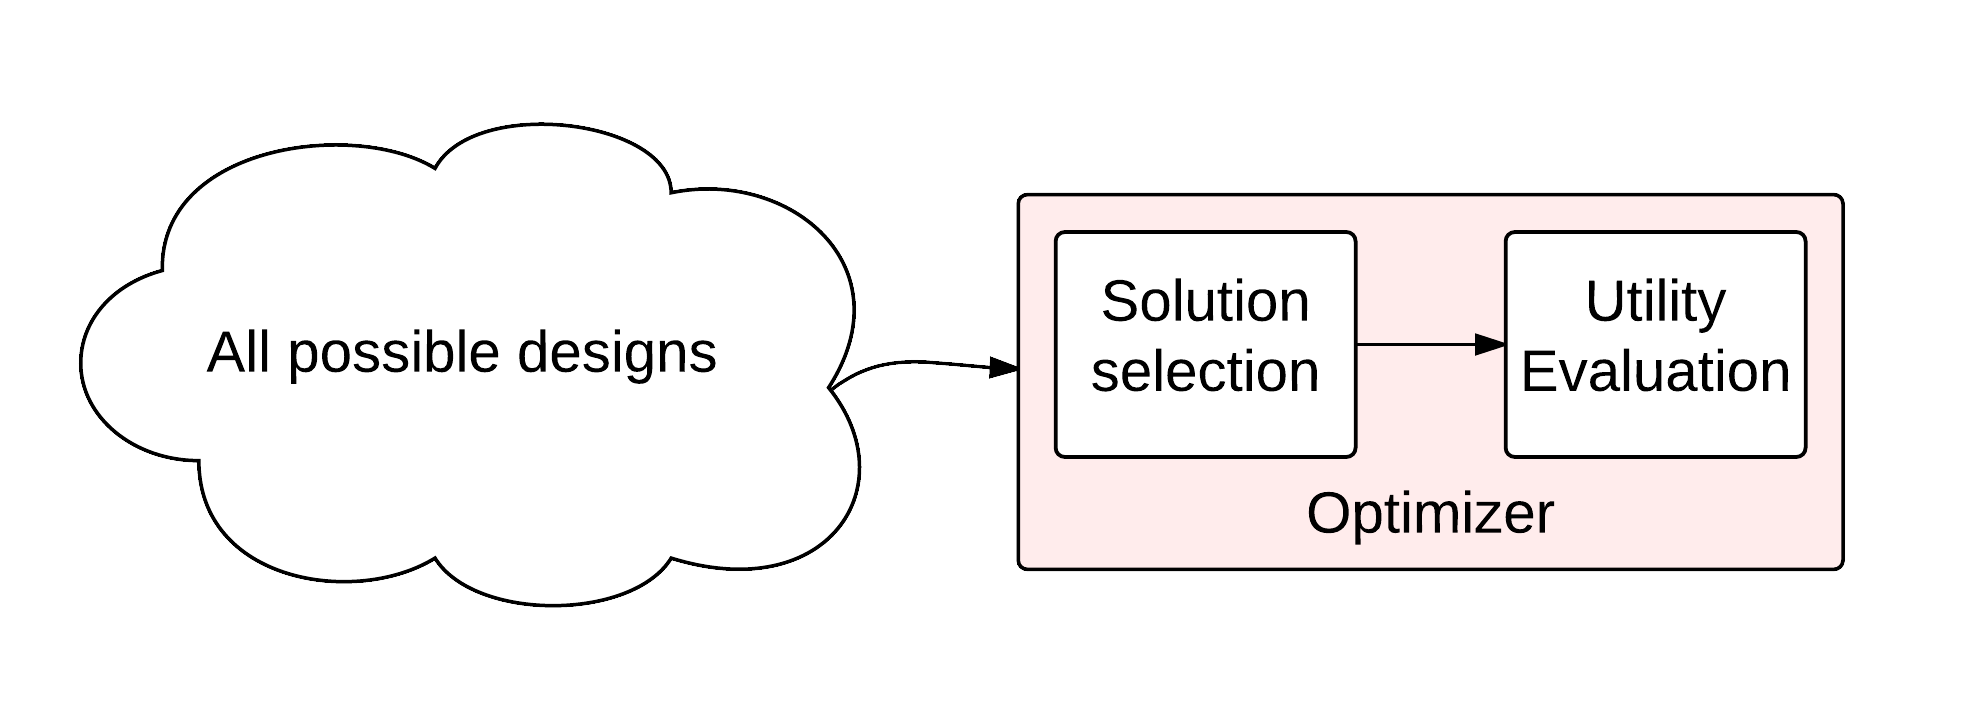 All possible designs
Solution
selection
Utility
Evaluation
Optimizer